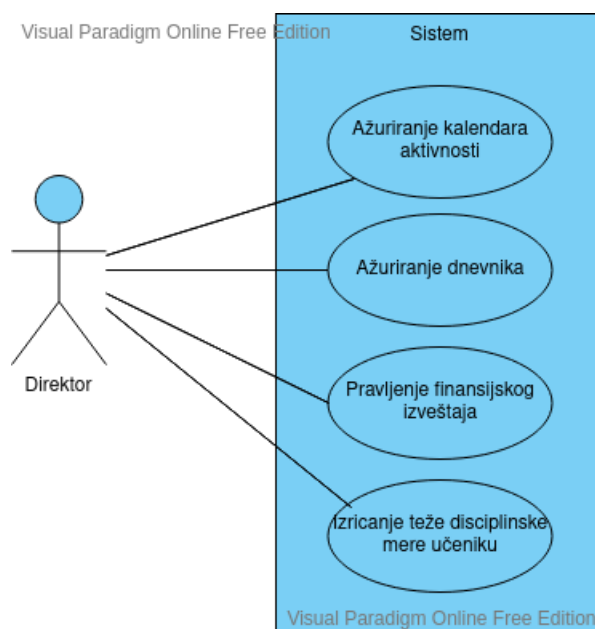 Visual Paradigm Online Free Edition
Sistem
Ažuriranje kalendara
aktivnosti
Ažuriranje dnevnika
Direktor
Pravljenje finansijskog
izveštaja
Izricanje teže disciplinske
mere učeniku
Visual Paradigm Online Free Edition